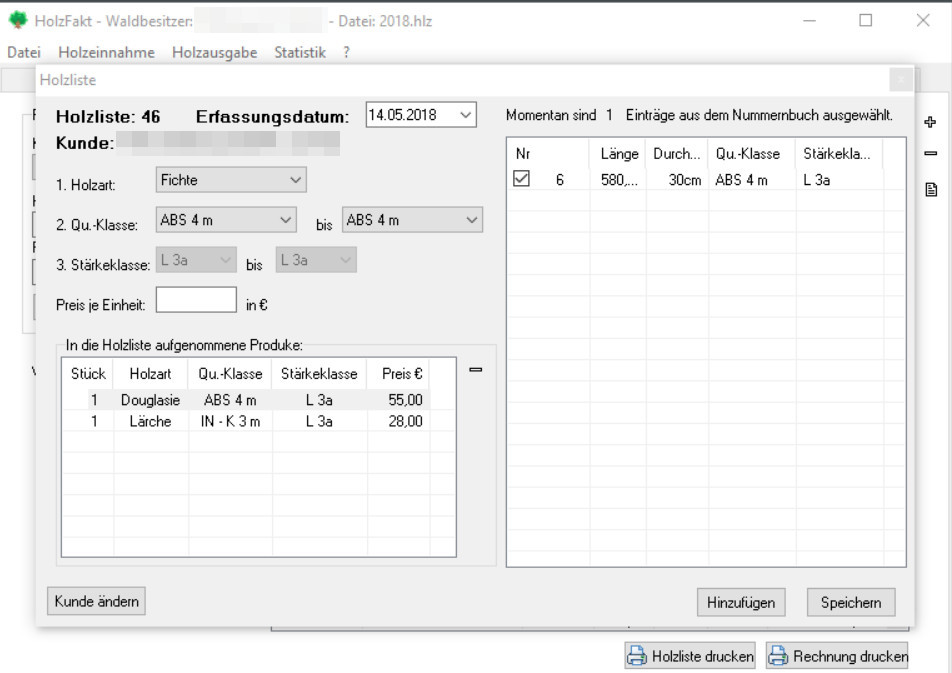 HolzFakt - Waldbesitzer: - Datei: 2018.hlz
Datei Holzeinnahme Holzausgabe Statistik ?
Holzliste
Holzliste: 46 Erfassungsdatum: 14.05.2018
Kunde:
1. Holzart: Fichte
2. Qu.-Klasse: ABS 4 m bis ABS 4 m
3. Stärkeklasse: L 3a bis L 3a
Preis je Einheit: in €
In die Holzliste aufgenommene Produke:
Stück Holzart Qu.-Klasse Stärkeklasse Preis €
1 Douglasie ABS 4 m L 3a 55,00
1 Lärche IN - K 3 m L 3a 28,00
Kunde ändern
Momentan sind 1 Einträge aus dem Nummernbuch ausgewählt.
Nr Länge Durch... Qu.-Klasse Stärkekla...
6 580,... 30cm ABS 4 m L 3a
Hinzufügen Speichern
Holzliste drucken Rechnung drucken